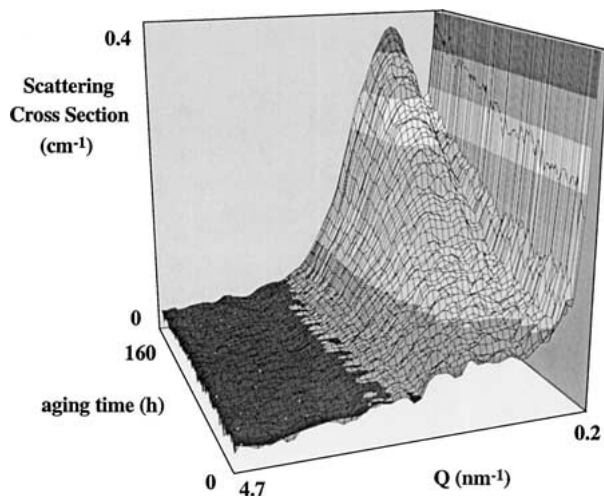 0.4
Scattering
Cross Section
(cm-1)
0
160
aging time (h)
0
4.7
Q (nm-1)
0.2